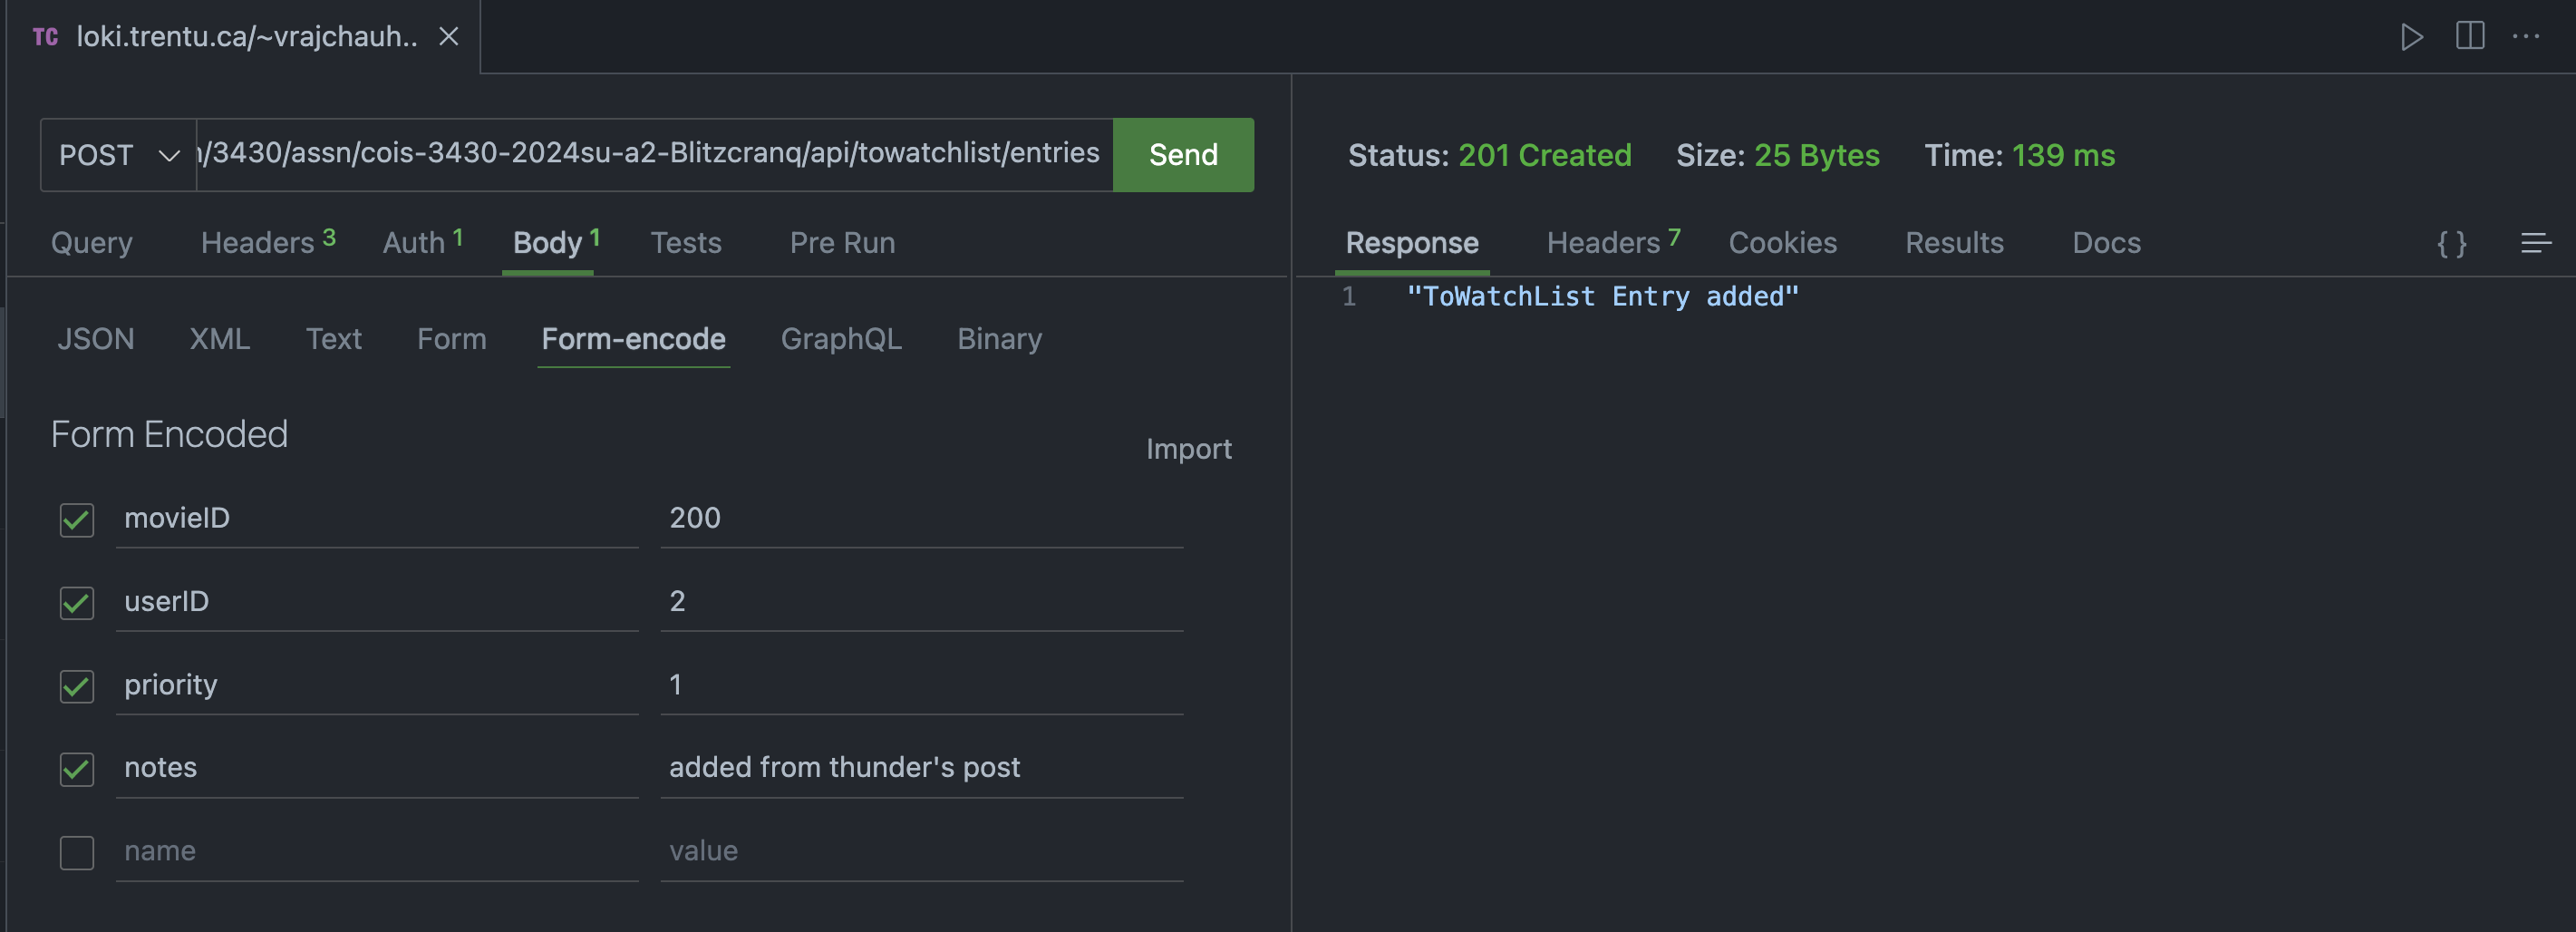 TC loki.trentu.ca/~vrajchauh..
POST /3430/assn/cois-3430-2024su-a2-Blitzcranq/api/towatchlist/entries Send
Status: 201 Created Size: 25 Bytes Time: 139 ms
Query Headers 3 Auth 1 Body 1 Tests Pre Run
Response Headers 7 Cookies Results Docs { }
1 "ToWatchList Entry added"
JSON XML Text Form Form-encode GraphQL Binary
Form Encoded
Import
movieID 200
userID 2
priority 1
notes added from thunder's post
name value